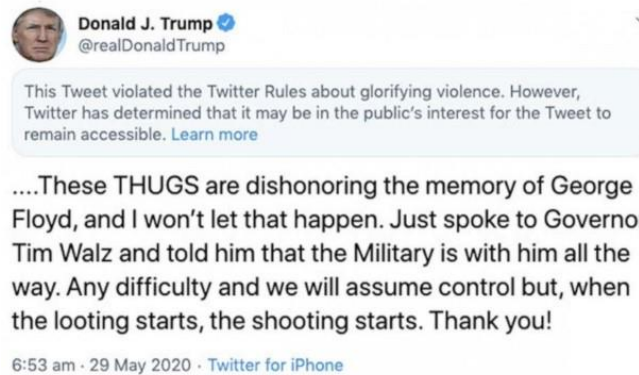 Donald J. Trump
@realDonaldTrump
This Tweet violated the Twitter Rules about glorifying violence. However,
Twitter has determined that it may be in the public's interest for the Tweet to
remain accessible. Learn more
....These THUGS are dishonoring the memory of George
Floyd, and I won't let that happen. Just spoke to Governo
Tim Walz and told him that the Military is with him all the
way. Any difficulty and we will assume control but, when
the looting starts, the shooting starts. Thank you!
6:53 am · 29 May 2020 · Twitter for iPhone